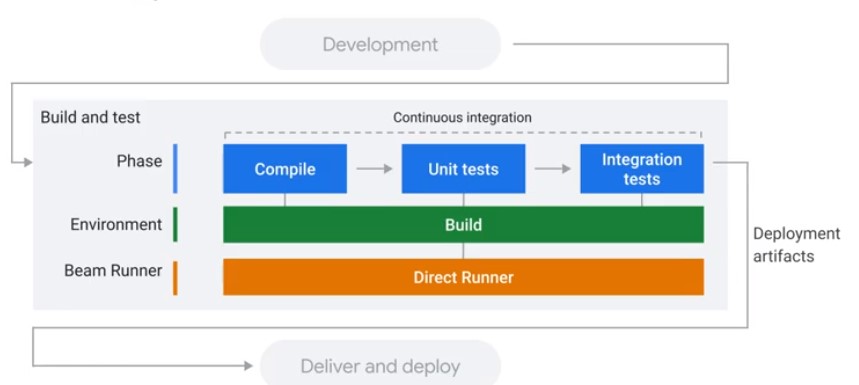 Development
Build and test
Continuous integration
Phase
Compile
Unit tests
Integration
tests
Environment
Build
Deployment
artifacts
Beam Runner
Direct Runner
Deliver and deploy